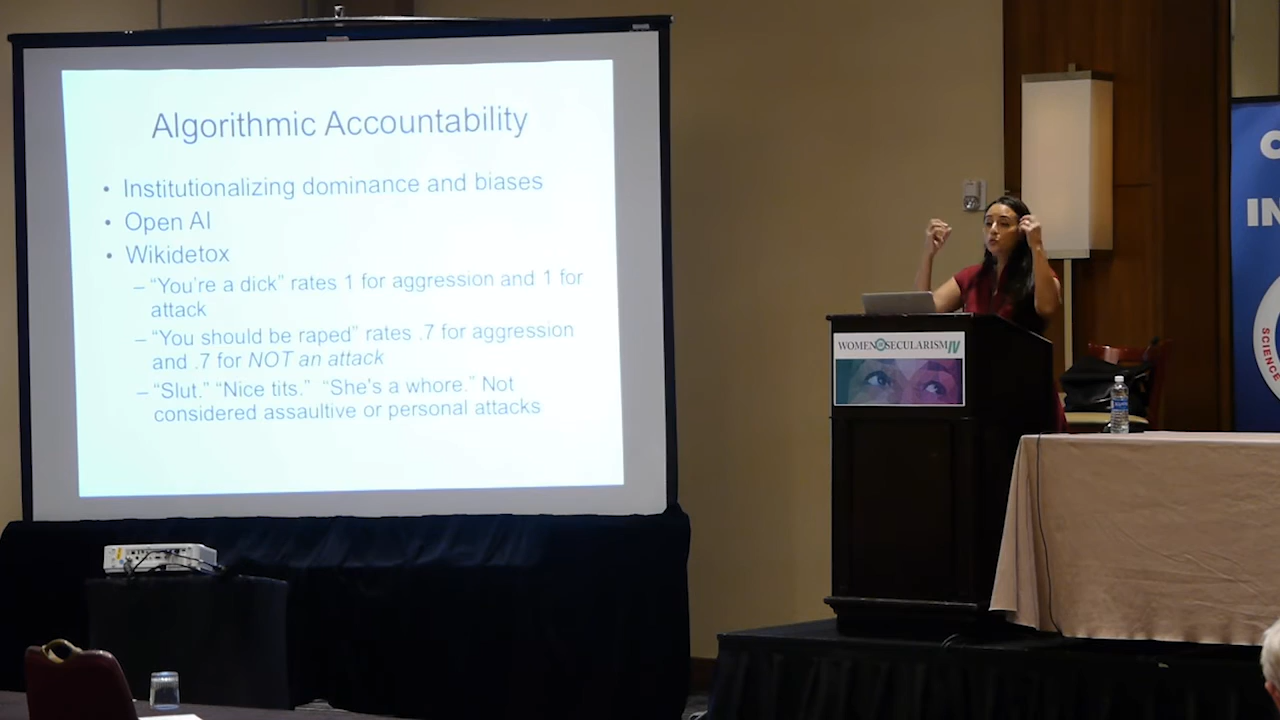 Algorithmic Accountability
• Institutionalizing dominance and biases
• Open AI
• Wikidetox
– “You’re a dick” rates 1 for aggression and 1 for
attack
– “You should be raped” rates .7 for aggression
and .7 for NOT an attack
– “Slut.” “Nice tits.” “She's a whore.” Not
considered assaultive or personal attacks
WOMEN IN SECULARISM IV
SCIENCE